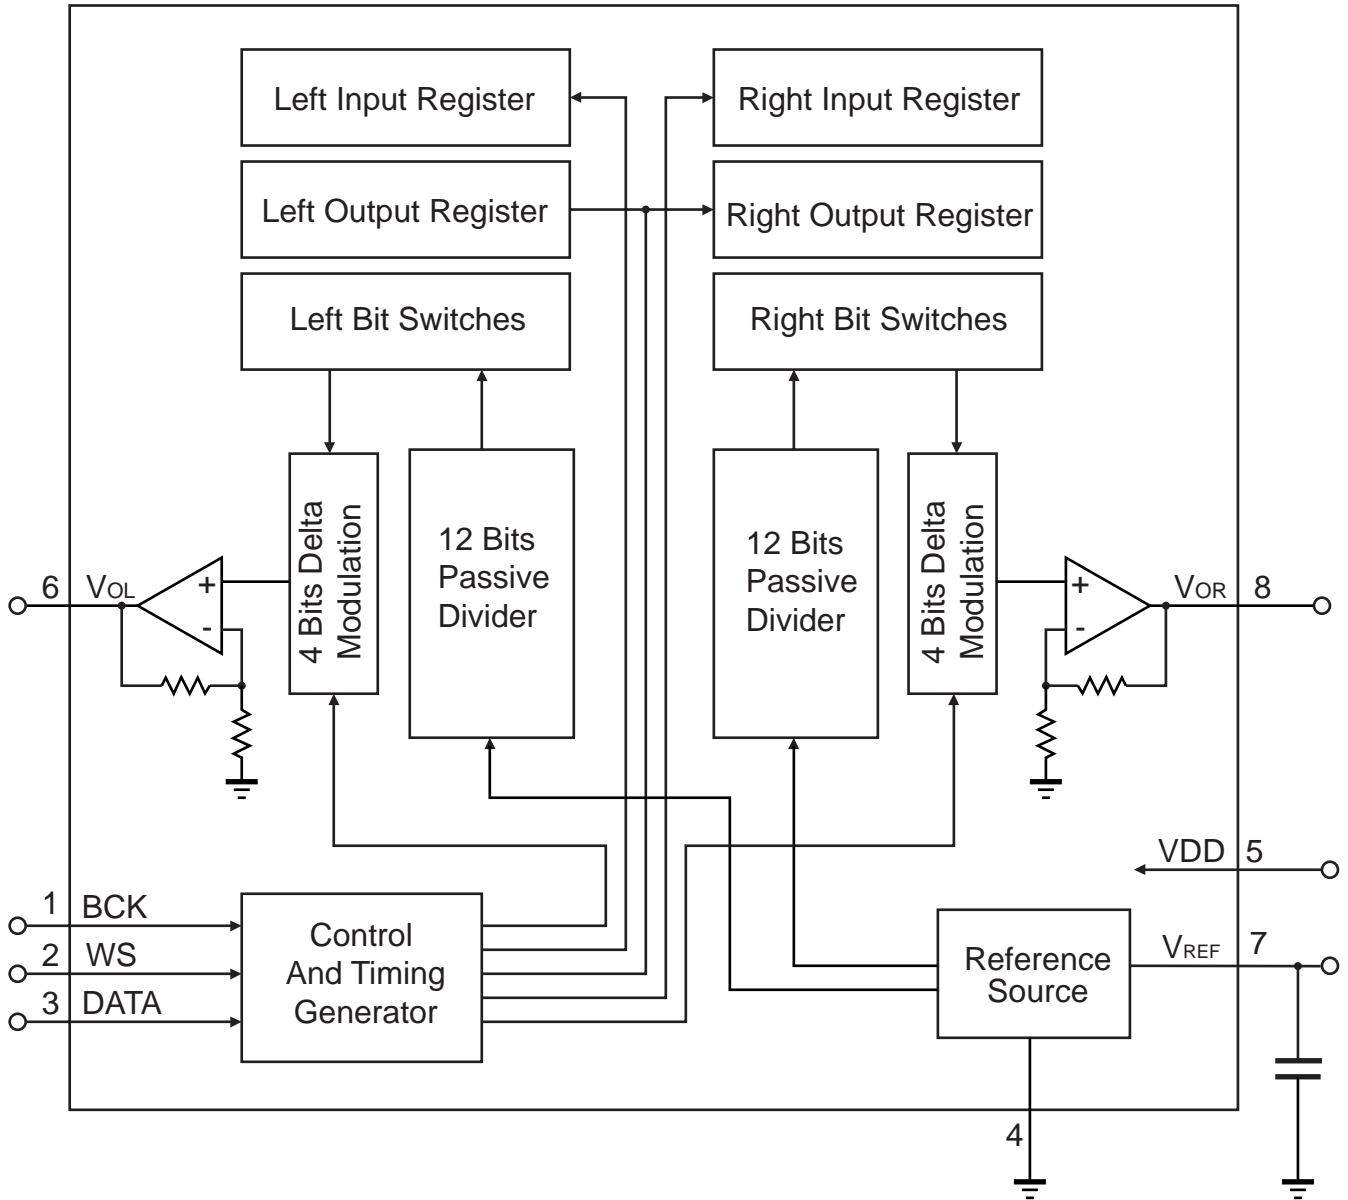 Left Input Register
Right Input Register
Left Output Register
Right Output Register
Left Bit Switches
Right Bit Switches
4 Bits Delta
Modulation
12 Bits
Passive
Divider
12 Bits
Passive
Divider
4 Bits Delta
Modulation
6 VOL
+
-
+
-
VOR 8
VDD 5
1 BCK
2 WS
3 DATA
Control
And Timing
Generator
Reference
Source
VREF 7
4